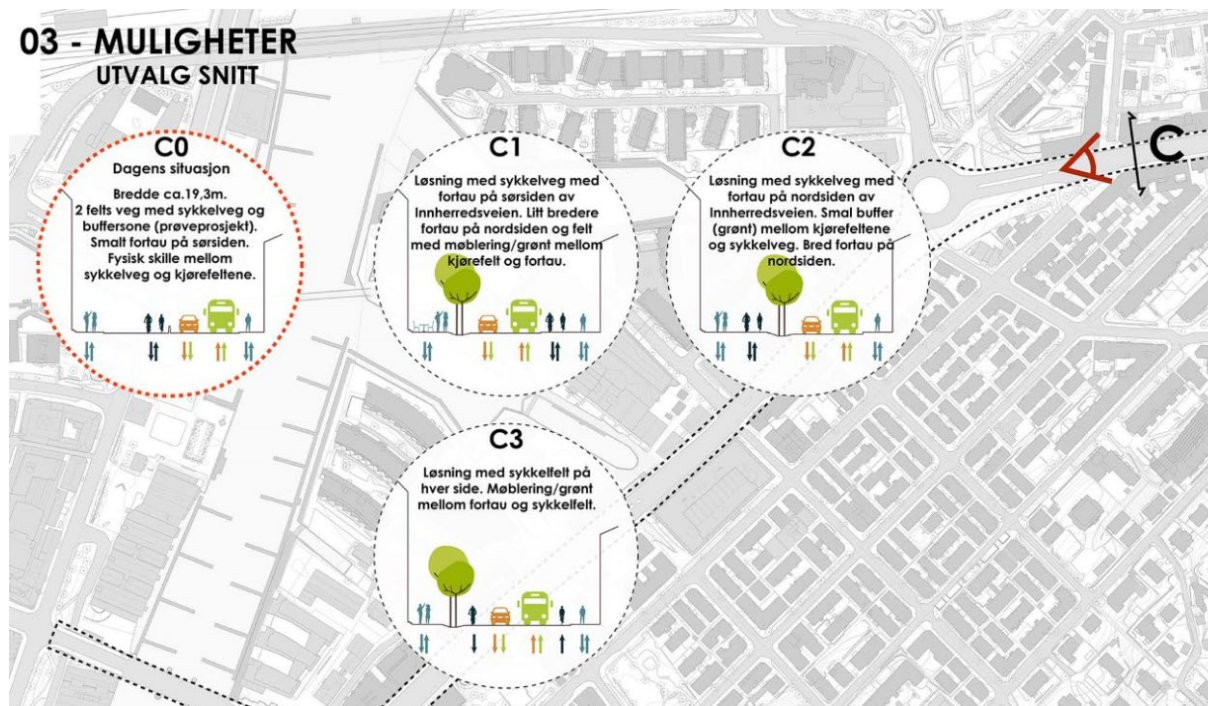 03 - MULIGHETER
UTVALG SNITT
C0
Dagens situasjon
Bredde ca.19,3m.
2 felts veg med sykkelveg og
buffersone (prøveprosjekt).
Smalt fortau på sørsiden.
Fysisk skille mellom
sykkelveg og kjørefeltene.
C1
Løsning med sykkelveg med
fortau på sørsiden av
Innherredsveien. Litt bredere
fortau på nordsiden og felt
med møblering/grønt mellom
kjørefelt og fortau.
C2
Løsning med sykkelveg med
fortau på nordsiden av
Innherredsveien. Smal buffer
(grønt) mellom kjørefeltene
og sykkelveg. Bred fortau på
nordsiden.
C
C3
Løsning med sykkelfelt på
hver side. Møblering/grønt
mellom fortau og sykkelfelt.